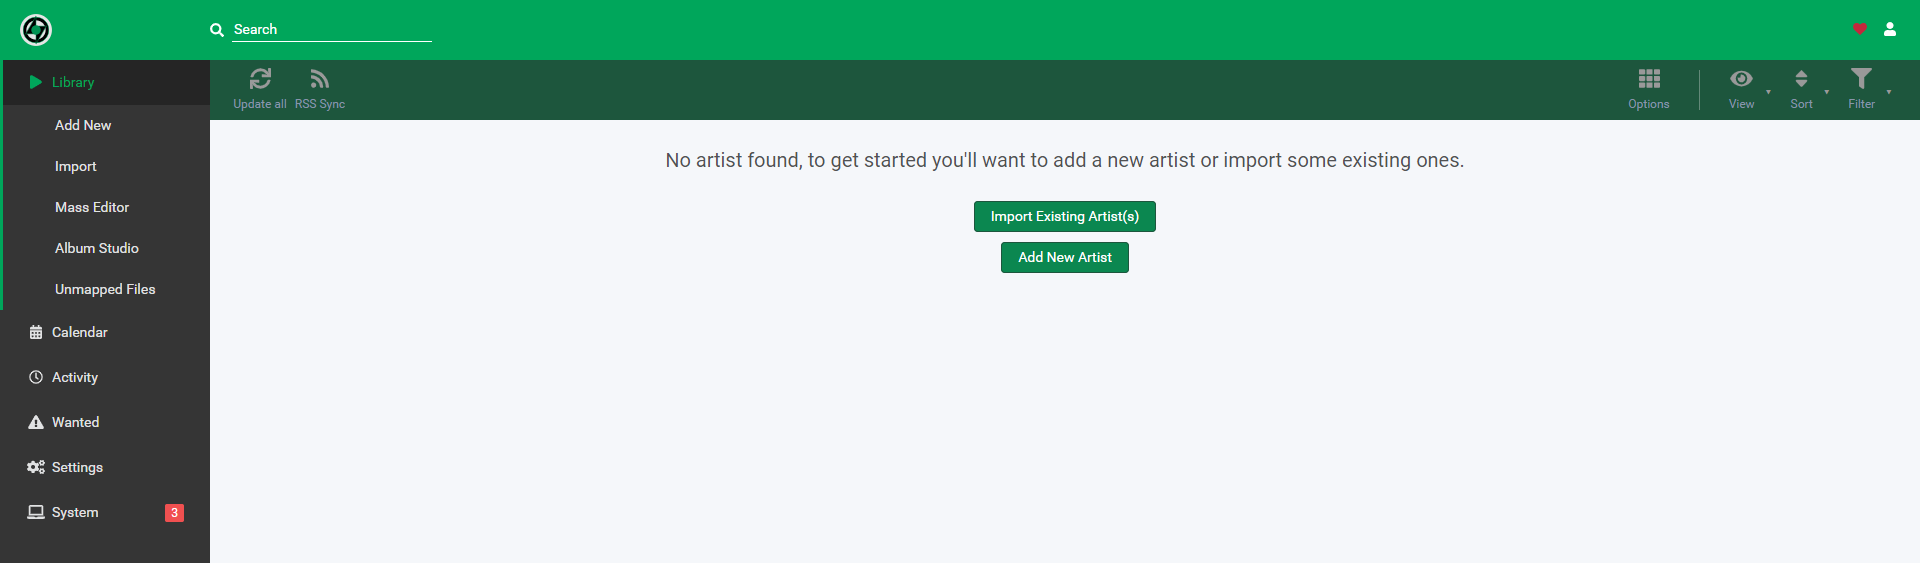 Search
Library
Add New
Import
Mass Editor
Album Studio
Unmapped Files
Calendar
Activity
Wanted
Settings
System 3
Update all RSS Sync Options View Sort Filter
No artist found, to get started you'll want to add a new artist or import some existing ones.
Import Existing Artist(s)
Add New Artist